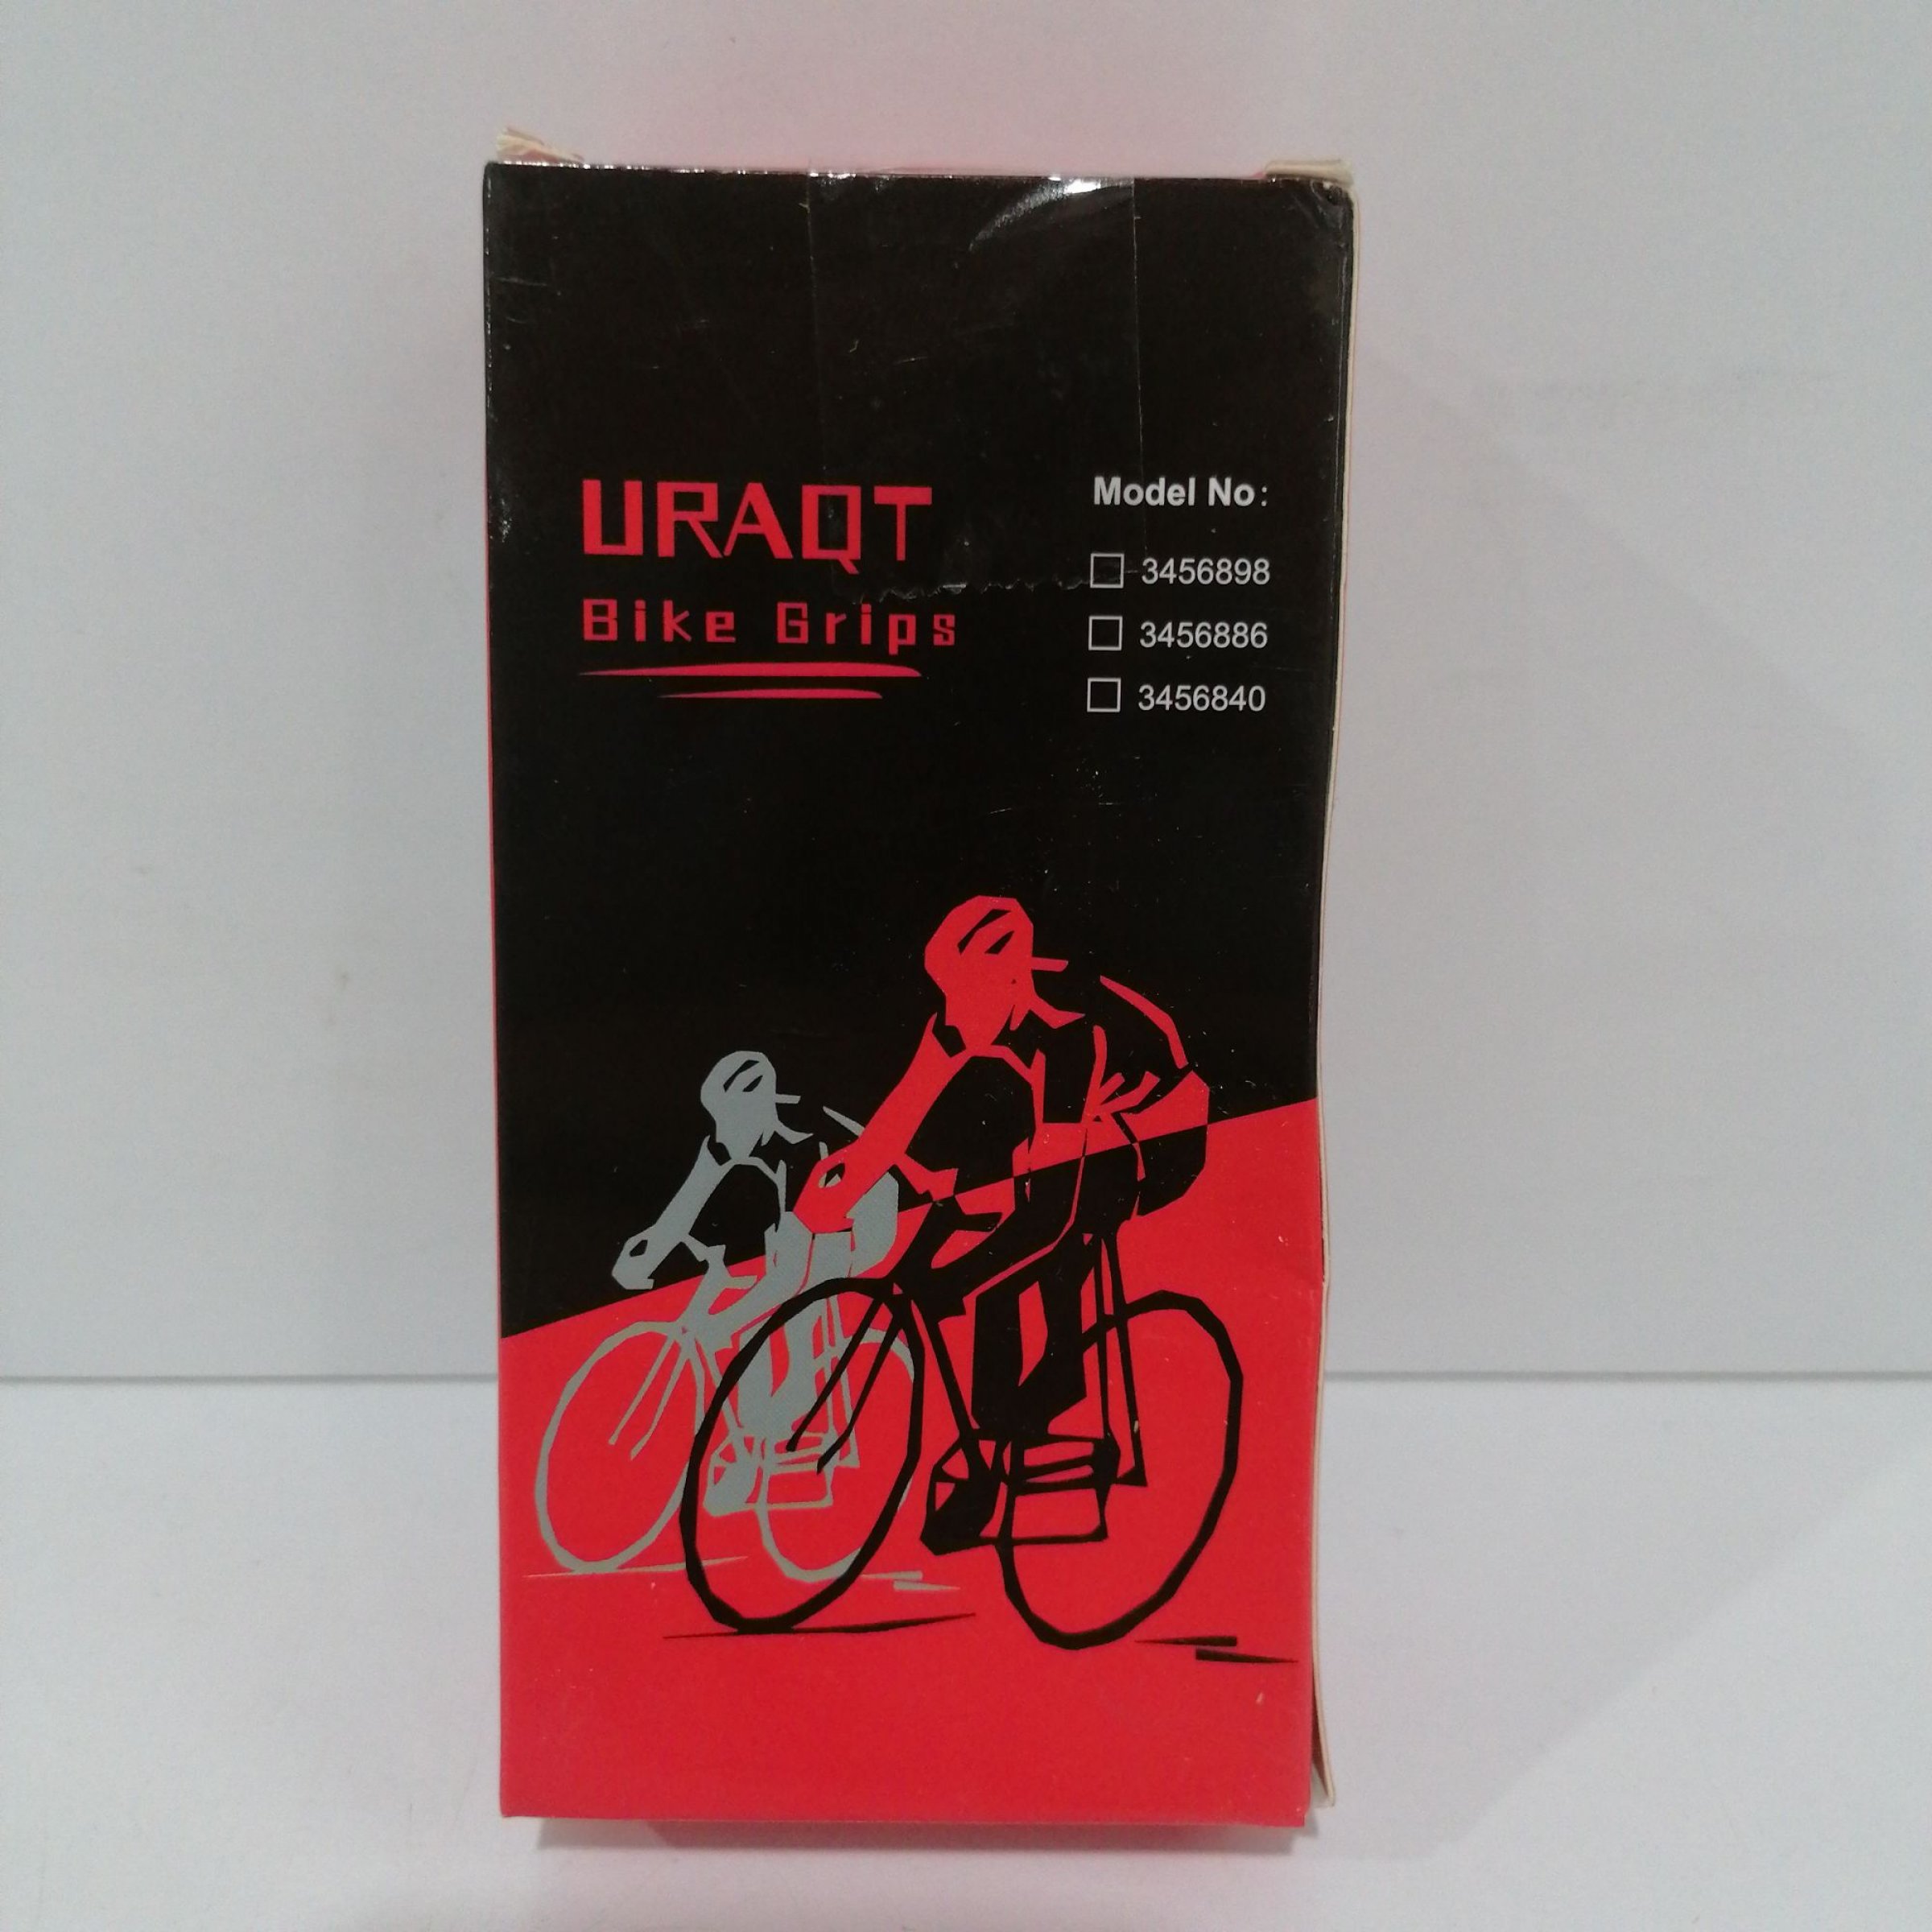 URAQT
Bike Grips
Model No:
☐ 3456898
☐ 3456886
☐ 3456840